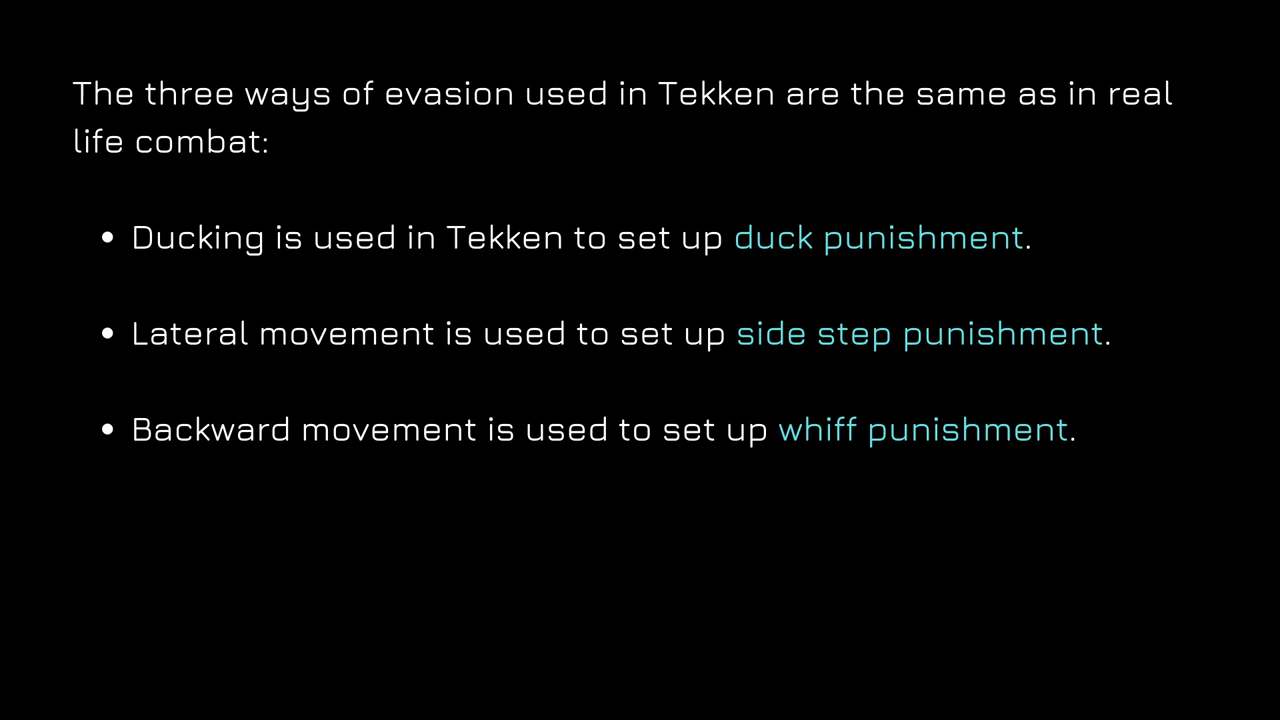 The three ways of evasion used in Tekken are the same as in real
life combat:
• Ducking is used in Tekken to set up duck punishment.
• Lateral movement is used to set up side step punishment.
• Backward movement is used to set up whiff punishment.